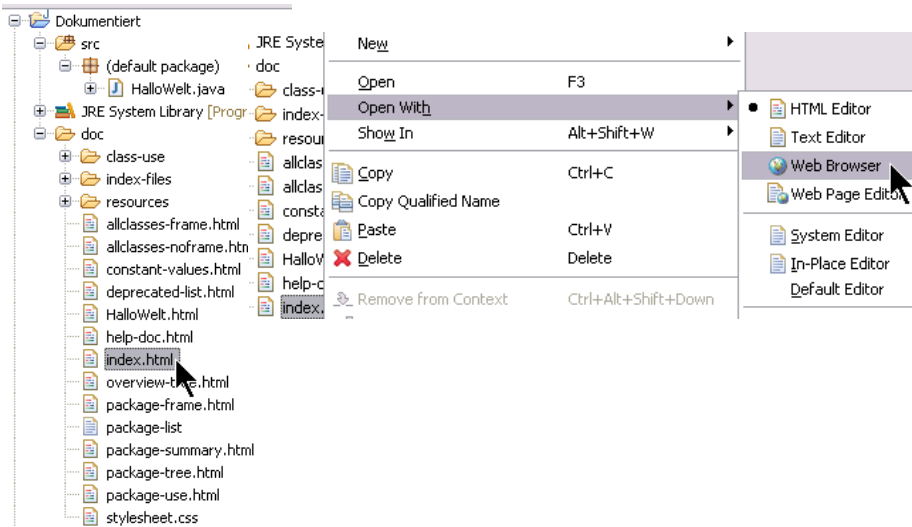 Dokumentiert
src
(default package)
HalloWelt.java
JRE System Library [Progr
doc
class-use
index-files
resources
allclasses-frame.html
allclasses-noframe.htn
constant-values.html
deprecated-list.html
HalloWelt.html
help-doc.html
index.html
overview-tree.html
package-frame.html
package-list
package-summary.html
package-tree.html
package-use.html
stylesheet.css
JRE Syste
doc
class-
index-
resour
allclas
allclas
consta
depre
HalloW
help-c
index.
New
Open F3
Open With
Show In Alt+Shift+W
Copy Ctrl+C
Copy Qualified Name
Paste Ctrl+V
Delete Delete
Remove from Context Ctrl+Alt+Shift+Down
HTML Editor
Text Editor
Web Browser
Web Page Editor
System Editor
In-Place Editor
Default Editor